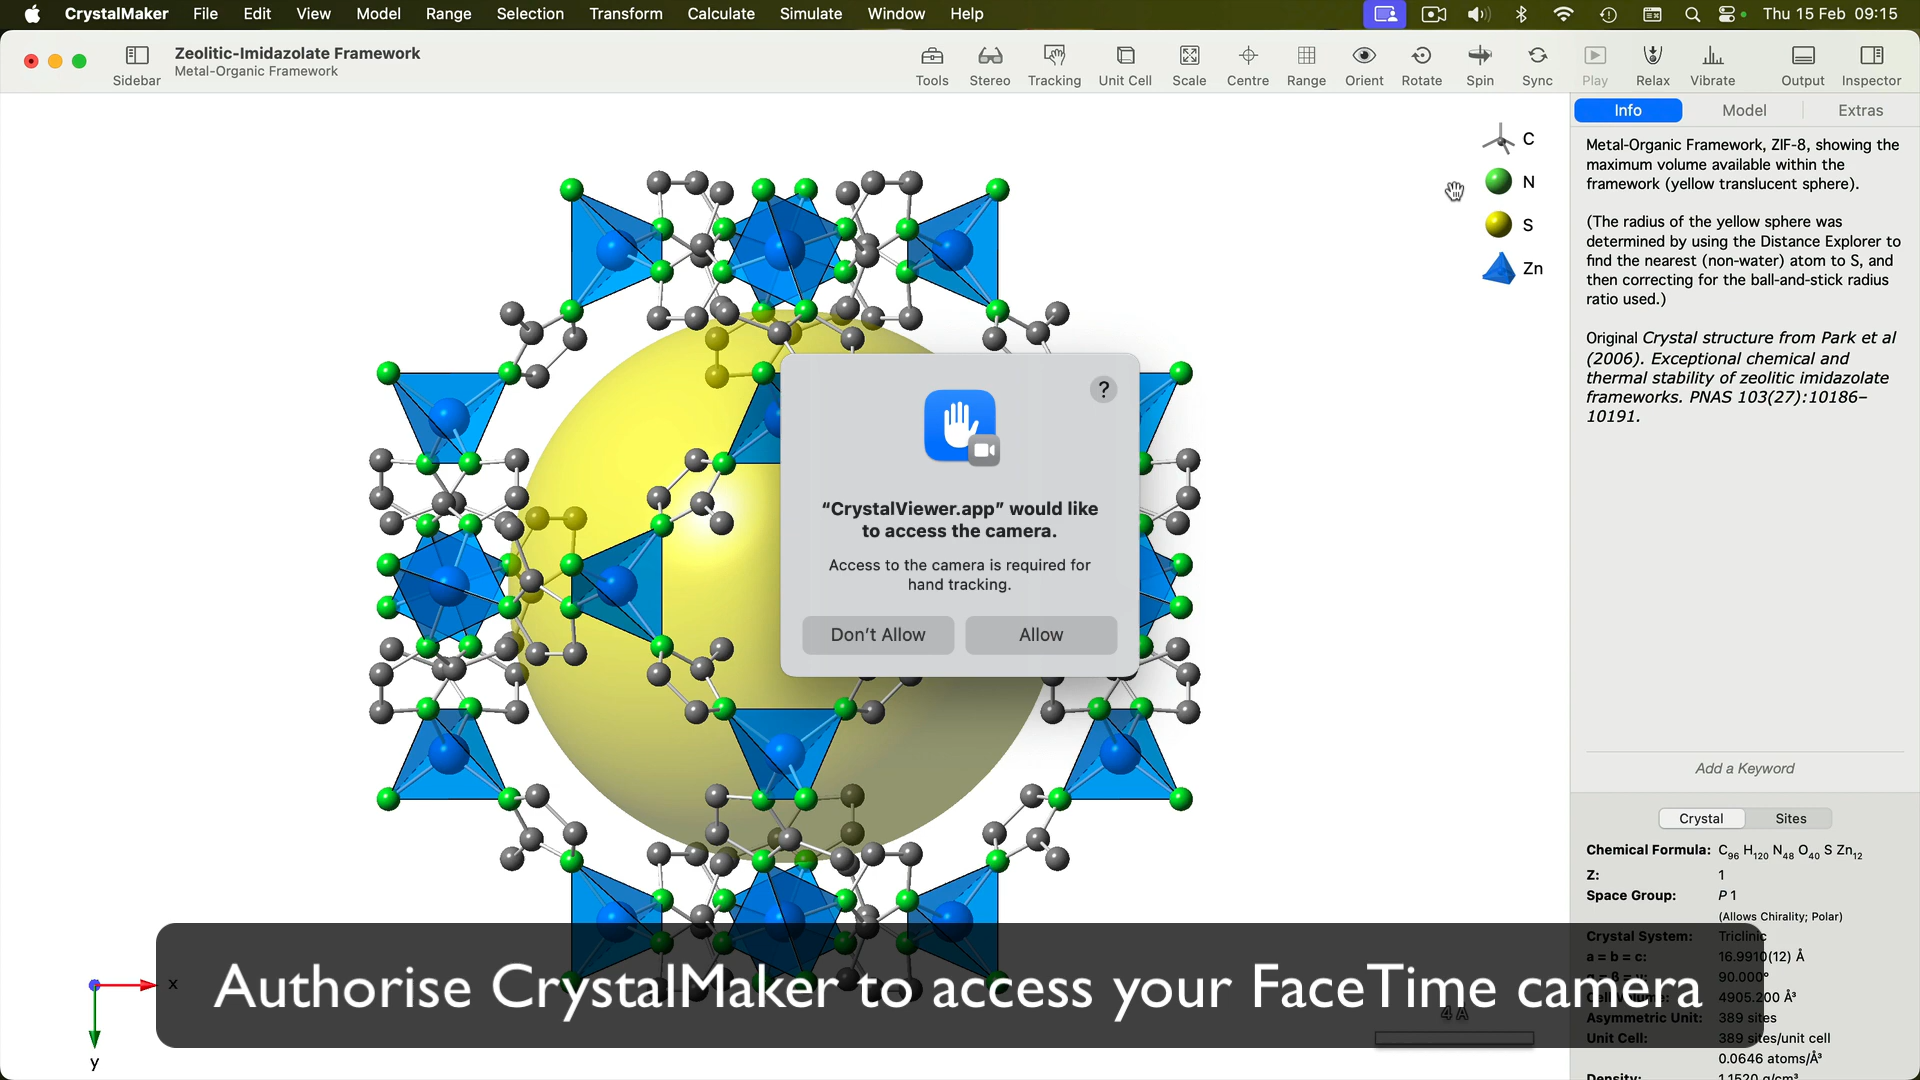 CrystalMaker File Edit View Model Range Selection Transform Calculate Simulate Window Help Thu 15 Feb 09:15
Zeolitic-Imidazolate Framework
Metal-Organic Framework
Sidebar Tools Stereo Tracking Unit Cell Scale Centre Range Orient Rotate Spin Sync Play Relax Vibrate Output Inspector
Info Model Extras
C
N
S
Zn
Metal-Organic Framework, ZIF-8, showing the
maximum volume available within the
framework (yellow translucent sphere).
(The radius of the yellow sphere was
determined by using the Distance Explorer to
find the nearest (non-water) atom to S, and
then correcting for the ball-and-stick radius
ratio used.)
Original Crystal structure from Park et al
(2006). Exceptional chemical and
thermal stability of zeolitic imidazolate
frameworks. PNAS 103(27):10186–
10191.
?
“CrystalViewer.app” would like
to access the camera.
Access to the camera is required for
hand tracking.
Don’t Allow Allow
Add a Keyword
Crystal Sites
Chemical Formula: C96 H120 N48 O40 S Zn12
Z: 1
Space Group: P 1
(Allows Chirality; Polar)
Crystal System: Triclinic
a = b = c: 16.9910(12) Å
90.000°
Cell Volume: 4905.200 Å³
Asymmetric Unit: 389 sites
Unit Cell: 389 sites/unit cell
0.0646 atoms/Å³
Density: 1.1520 g/cm³
x
y
4 Å
Authorise CrystalMaker to access your FaceTime camera